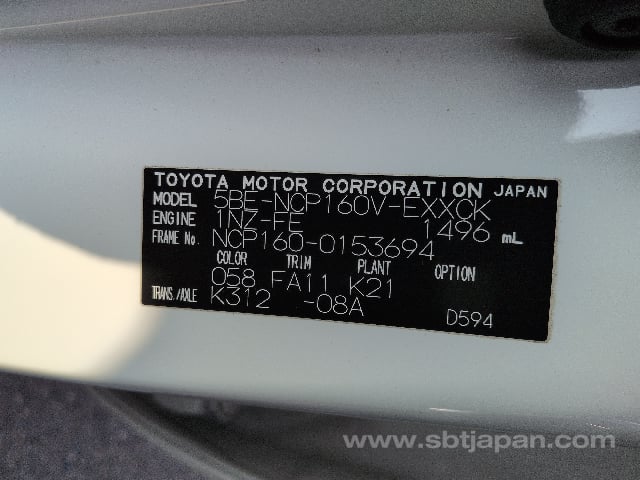 TOYOTA MOTOR CORPORATION JAPAN
MODEL 5BE-NCP160V-EXXCK
ENGINE 1NZ-FE 1496 mL
FRAME No. NCP160-0153694
COLOR TRIM PLANT OPTION
058 FA11 K21
TRANS./AXLE K312 -08A
D594
www.sbtjapan.com